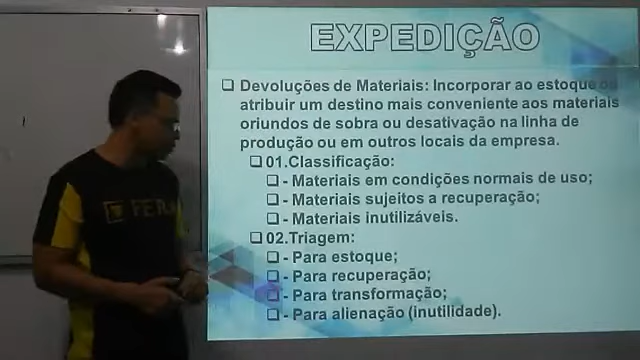 EXPEDIÇÃO
❑ Devoluções de Materiais: Incorporar ao estoque ou
atribuir um destino mais conveniente aos materiais
oriundos de sobra ou desativação na linha de
produção ou em outros locais da empresa.
❑ 01.Classificação:
❑ - Materiais em condições normais de uso;
❑ - Materiais sujeitos a recuperação;
❑ - Materiais inutilizáveis.
❑ 02.Triagem:
❑ - Para estoque;
❑ - Para recuperação;
❑ - Para transformação;
❑ - Para alienação (inutilidade).